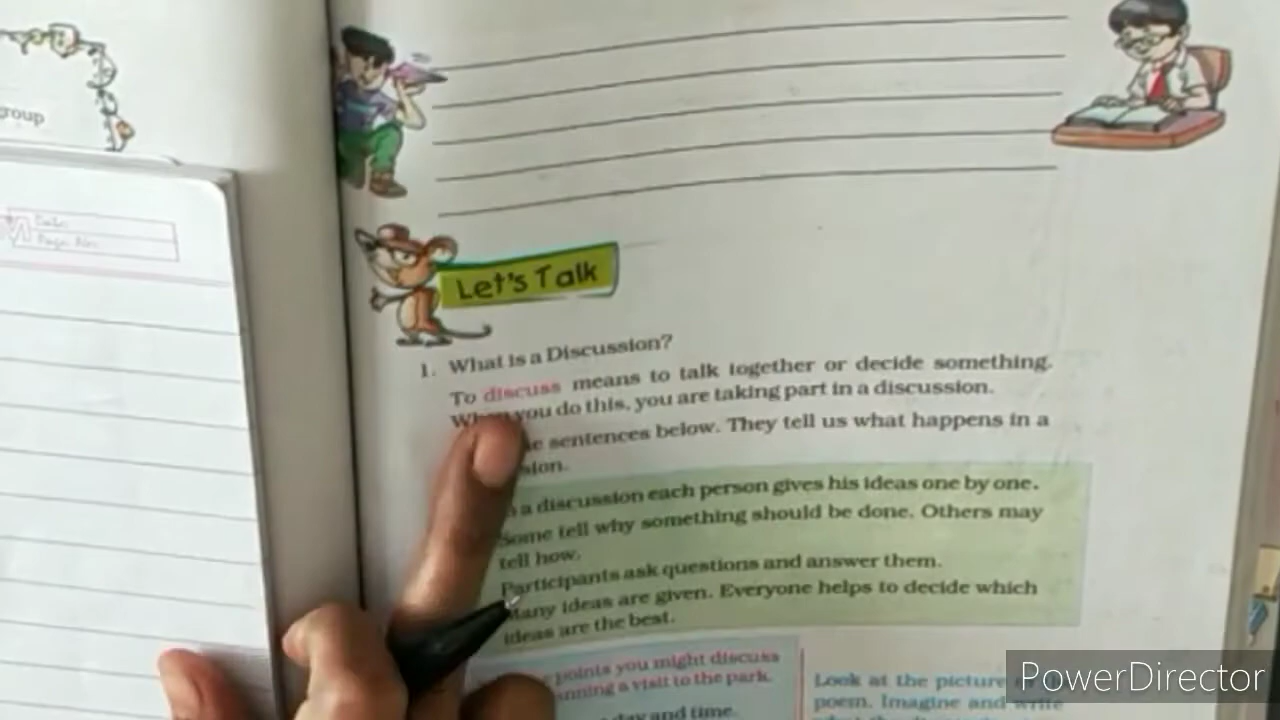 group
Date:
Page No:
Let's Talk
1. What is a Discussion?
To discuss means to talk together or decide something.
When you do this, you are taking part in a discussion.
sentences below. They tell us what happens in a
a discussion each person gives his ideas one by one.
Some tell why something should be done. Others may
tell how.
Participants ask questions and answer them.
Many ideas are given. Everyone helps to decide which
ideas are the best.
points you might discuss
a visit to the park.
day and time.
Look at the picture
poem. Imagine and write
PowerDirector